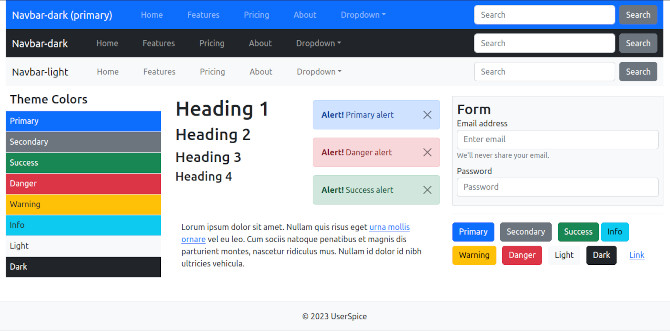 Navbar-dark (primary) Home Features Pricing About Dropdown Search Search
Navbar-dark Home Features Pricing About Dropdown Search Search
Navbar-light Home Features Pricing About Dropdown Search Search
Theme Colors
Primary
Secondary
Success
Danger
Warning
Info
Light
Dark
Heading 1
Heading 2
Heading 3
Heading 4
Alert! Primary alert
Alert! Danger alert
Alert! Success alert
Lorum ipsum dolor sit amet. Nullam quis risus eget urna mollis
ornare vel eu leo. Cum sociis natoque penatibus et magnis dis
parturient montes, nascetur ridiculus mus. Nullam id dolor id nibh
ultricies vehicula.
Form
Email address
Enter email
We'll never share your email.
Password
Password
Primary Secondary Success Info
Warning Danger Light Dark Link
© 2023 UserSpice